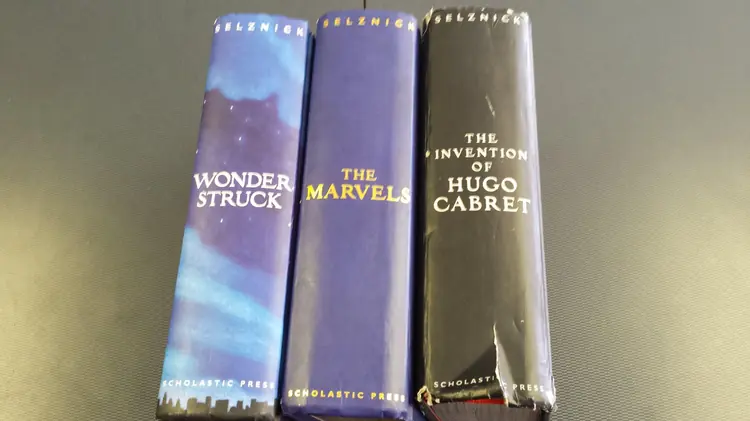 SELZNICK
WONDER
STRUCK
SCHOLASTIC PRESS
SELZNICK
THE
MARVELS
SCHOLASTIC PRESS
SELZNICK
THE
INVENTION
OF
HUGO
CABRET
SCHOLASTIC PRESS